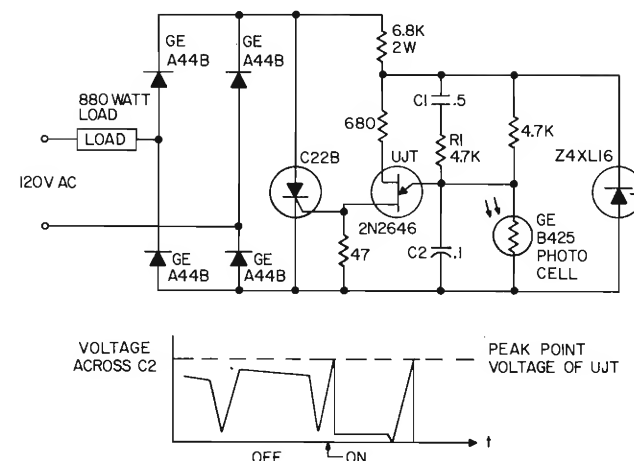 GE
A44B
GE
A44B
6.8K
2W
880 WATT
LOAD
LOAD
C1
.5
680
R1
4.7K
4.7K
UJT
Z4XL16
C22B
120V AC
2N2646
GE
B425
PHOTO
CELL
GE
A44B
GE
A44B
47
C2
.1
VOLTAGE
ACROSS C2
PEAK POINT
VOLTAGE OF UJT
t
OFF
ON